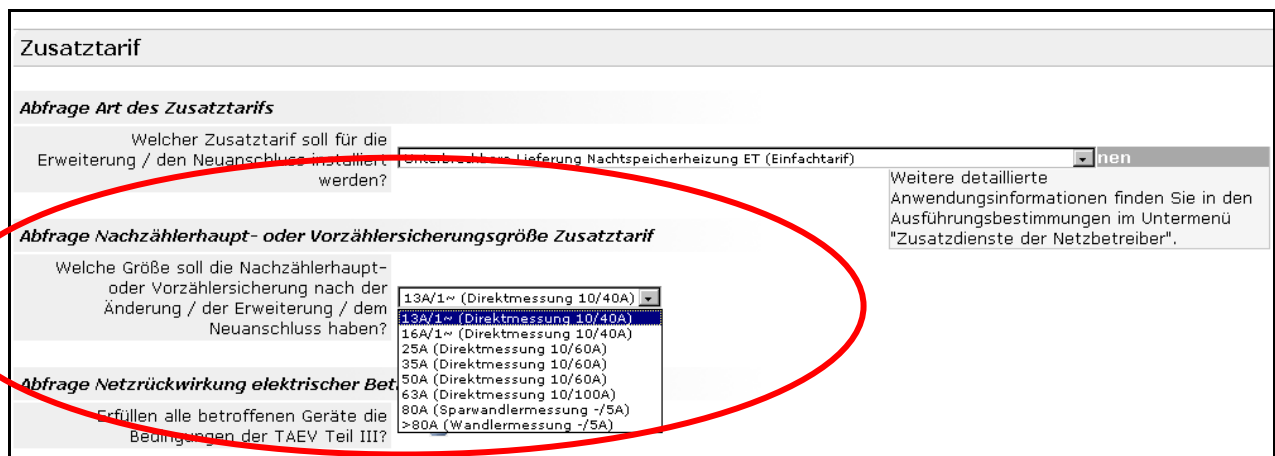 Zusatztarif
Abfrage Art des Zusatztarifs
Welcher Zusatztarif soll für die
Erweiterung / den Neuanschluss installiert
werden?
Unterbrechbare Lieferung Nachtspeicherheizung ET (Einfachtarif)
nen
Weitere detaillierte
Anwendungsinformationen finden Sie in den
Ausführungsbestimmungen im Untermenü
"Zusatzdienste der Netzbetreiber".
Abfrage Nachzählerhaupt- oder Vorzählersicherungsgröße Zusatztarif
Welche Größe soll die Nachzählerhaupt-
oder Vorzählersicherung nach der
Änderung / der Erweiterung / dem
Neuanschluss haben?
13A/1~ (Direktmessung 10/40A)
13A/1~ (Direktmessung 10/40A)
16A/1~ (Direktmessung 10/40A)
25A (Direktmessung 10/60A)
35A (Direktmessung 10/60A)
50A (Direktmessung 10/60A)
63A (Direktmessung 10/100A)
80A (Sparwandlermessung -/5A)
>80A (Wandlermessung -/5A)
Abfrage Netzrückwirkung elektrischer Bet
Erfüllen alle betroffenen Geräte die
Bedingungen der TAEV Teil III?